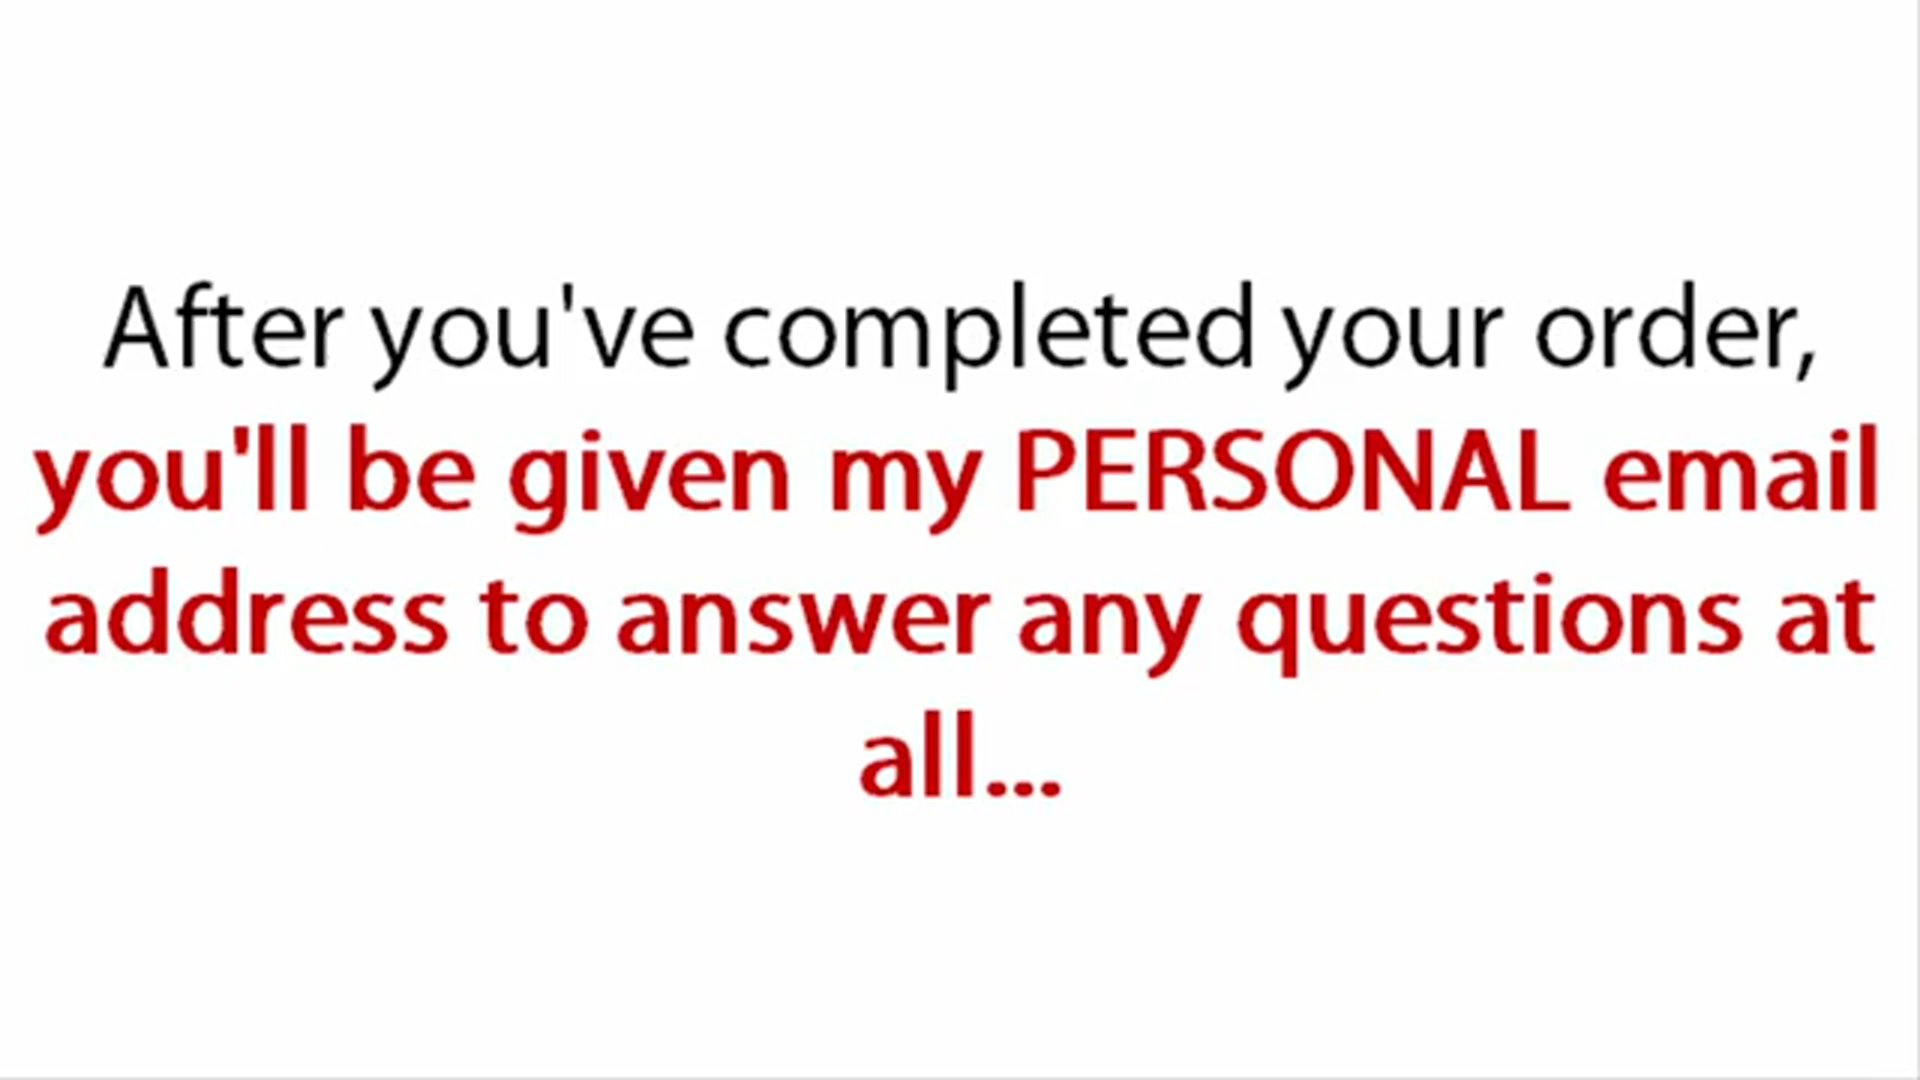 After you've completed your order,
you'll be given my PERSONAL email
address to answer any questions at
all...